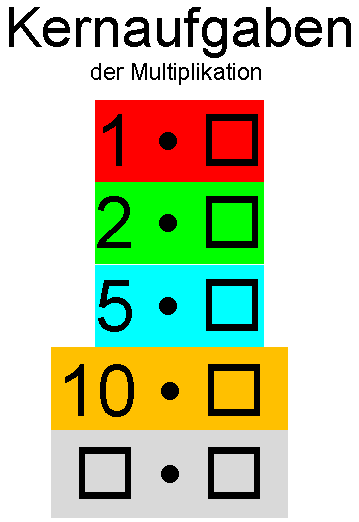 Kernaufgaben
der Multiplikation
1 • □
2 • □
5 • □
10 • □
□ • □